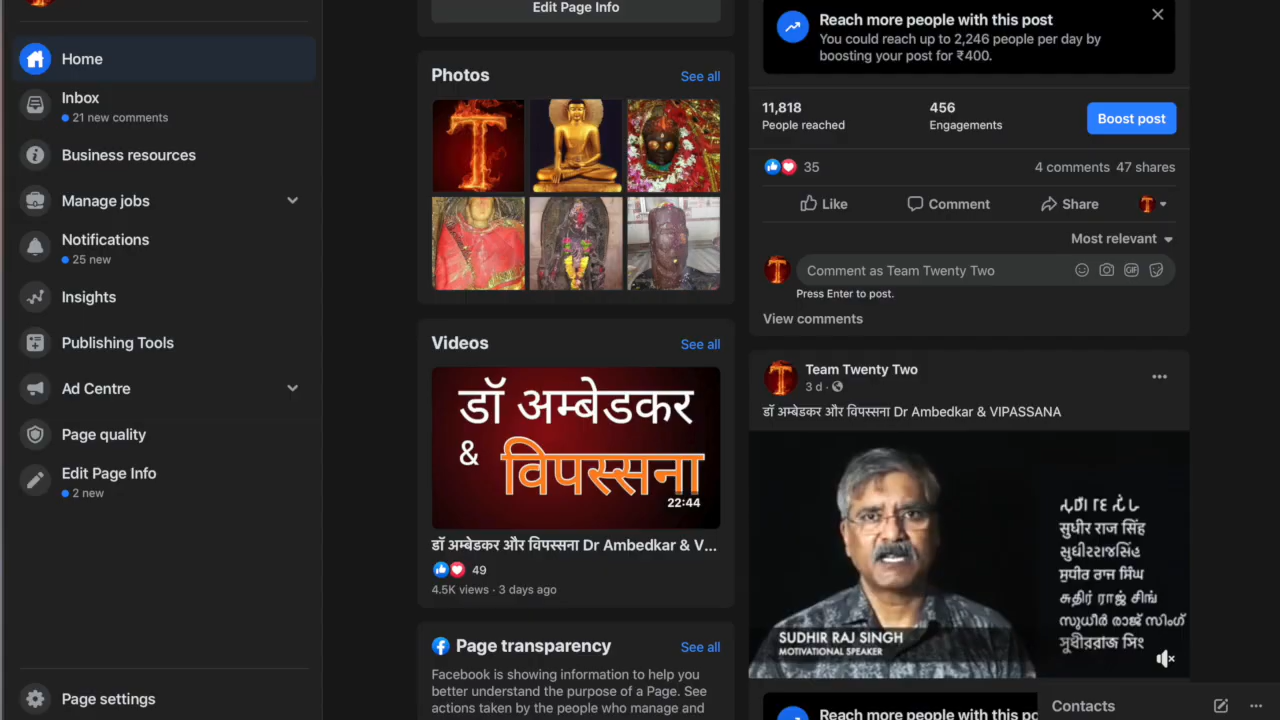 Home
Inbox
21 new comments
Business resources
Manage jobs
Notifications
25 new
Insights
Publishing Tools
Ad Centre
Page quality
Edit Page Info
2 new
Page settings
Edit Page Info
Photos
See all
Videos
See all
डॉ अम्बेडकर
&
विपस्सना
22:44
डॉ अम्बेडकर और विपस्सना Dr Ambedkar & V...
49
4.5K views · 3 days ago
Page transparency
See all
Facebook is showing information to help you
better understand the purpose of a Page. See
actions taken by the people who manage and
Reach more people with this post
You could reach up to 2,246 people per day by
boosting your post for ₹400.
11,818
People reached
456
Engagements
Boost post
35
4 comments 47 shares
Like
Comment
Share
Most relevant
Comment as Team Twenty Two
GIF
Press Enter to post.
View comments
Team Twenty Two
3 d ·
डॉ अम्बेडकर और विपस्सना Dr Ambedkar & VIPASSANA
सुधीर राज सिंह
સુધીરરાજસિંહ
ਸੁਧੀਰ ਰਾਜ ਸਿੰਘ
சுதிர் ராஜ் சிங்
സുധീർ രാജ് സിംഗ്
SUDHIR RAJ SINGH
MOTIVATIONAL SPEAKER
Reach more people with this po
Contacts